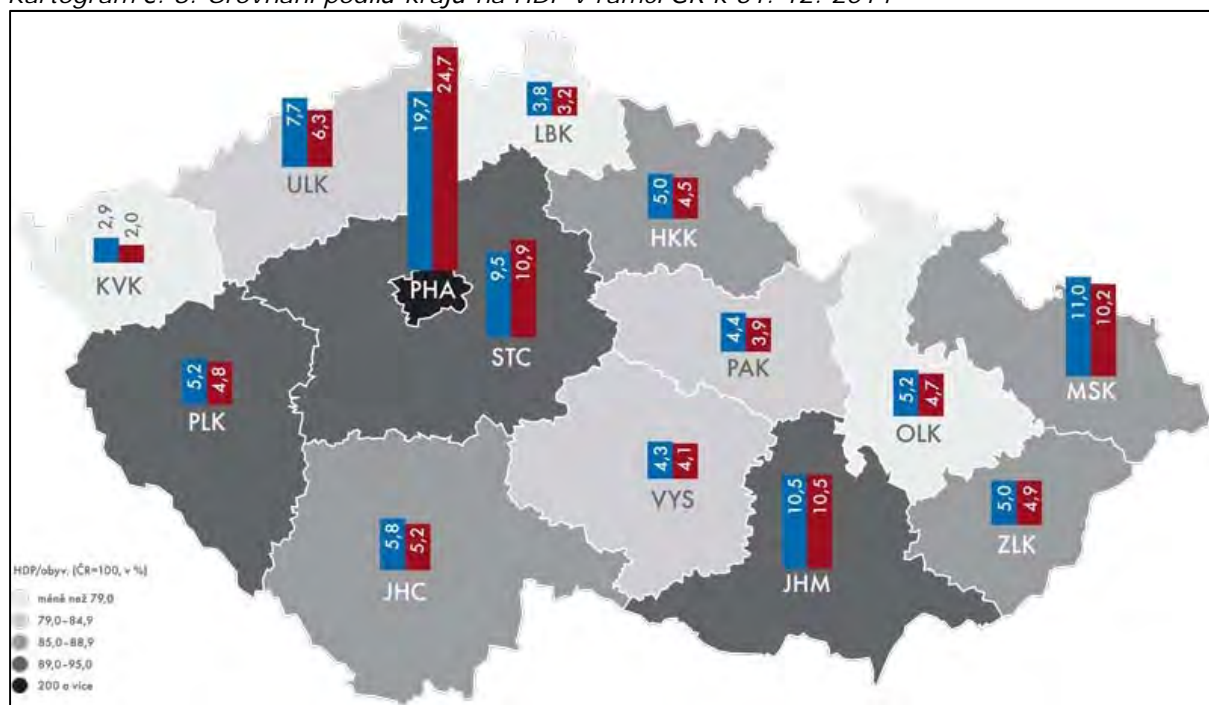 Kartogram č. Srovnání podílu krajů na HDP v rámci ČR k 31. 12.
24,7
19,7
3,8 3,2
LBK
7,7 6,3
ULK
5,0 4,5
HKK
2,9 2,0
KVK
9,5 10,9
PHA
STC
11,0 10,2
MSK
4,4 3,9
PAK
5,2 4,8
PLK
5,2 4,7
OLK
4,3 4,1
VYS
10,5 10,5
JHM
5,0 4,9
ZLK
5,8 5,2
JHC
HDP/obyv. (ČR=100, v %)
méně než 79,0
79,0–84,9
85,0–88,9
89,0–95,0
200 a více